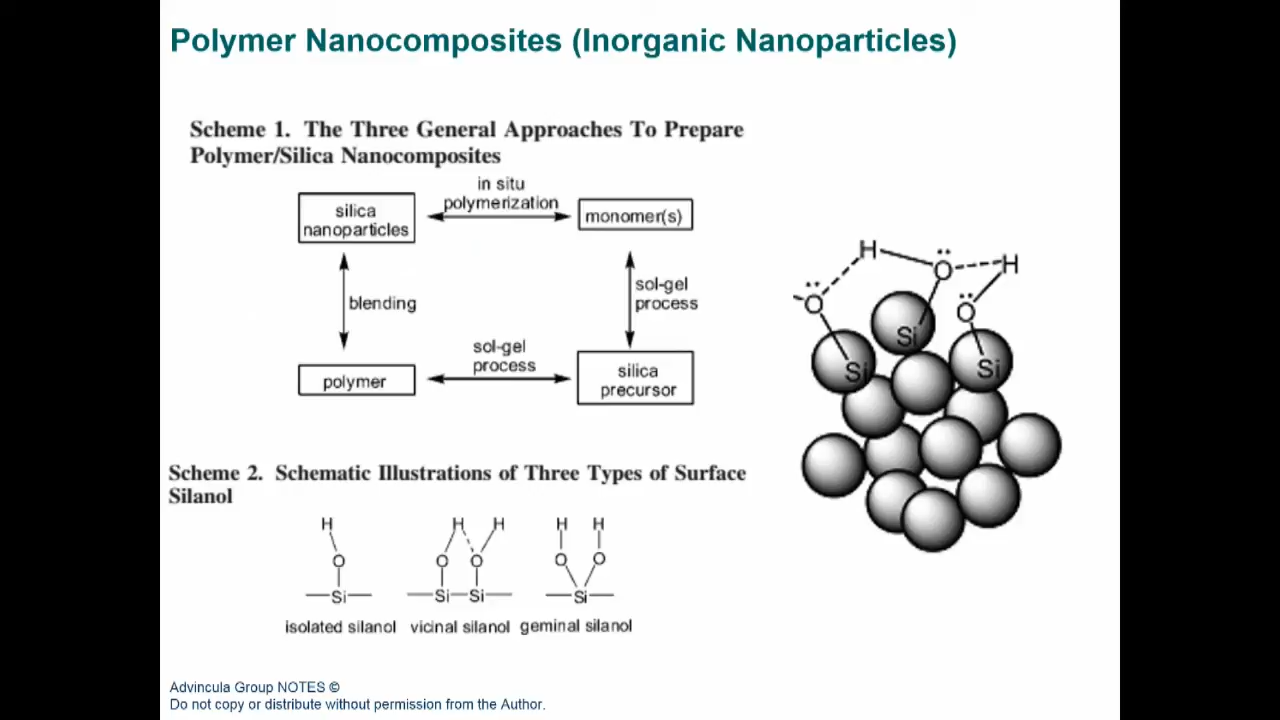 Polymer Nanocomposites (Inorganic Nanoparticles)
Scheme 1. The Three General Approaches To Prepare
Polymer/Silica Nanocomposites
in situ
polymerization
silica
nanoparticles
monomer(s)
blending
sol-gel
process
sol-gel
process
polymer
silica
precursor
H
O
H
O
O
Si
Si
Si
Scheme 2. Schematic Illustrations of Three Types of Surface
Silanol
H H H H H
O O O O O
Si Si Si Si
isolated silanol vicinal silanol geminal silanol
Advincula Group NOTES ©
Do not copy or distribute without permission from the Author.